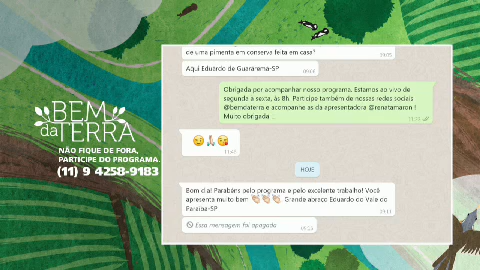 BEM
da TERRA
NÃO FIQUE DE FORA,
PARTICIPE DO PROGRAMA.
(11) 9 4258-9183
de uma pimenta em conserva feita em casa?
Aqui Eduardo de Guararema-SP
Obrigada por acompanhar nosso programa. Estamos ao vivo de
segunda a sexta, às 8h. Participe também de nossas redes sociais
@bemdaterra e acompanhe as da apresentadora @renatamaron !
Muito obrigada...
HOJE
Bom dia! Parabéns pelo programa e pelo excelente trabalho! Você
apresenta muito bem 👏🏻👏🏻👏🏻. Grande abraço Eduardo do Vale do
Paraíba-SP
Essa mensagem foi apagada